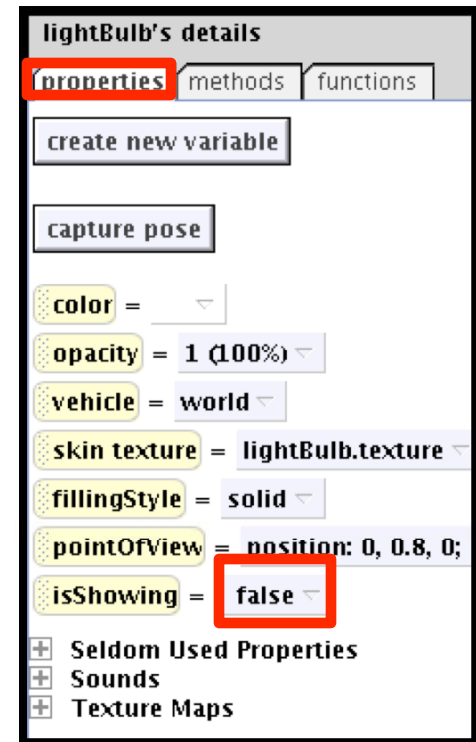 lightBulb's details
properties methods functions
create new variable
capture pose
color =
opacity = 1 (100%)
vehicle = world
skin texture = lightBulb.texture
fillingStyle = solid
pointOfView = position: 0, 0.8, 0;
isShowing = false
Seldom Used Properties
Sounds
Texture Maps